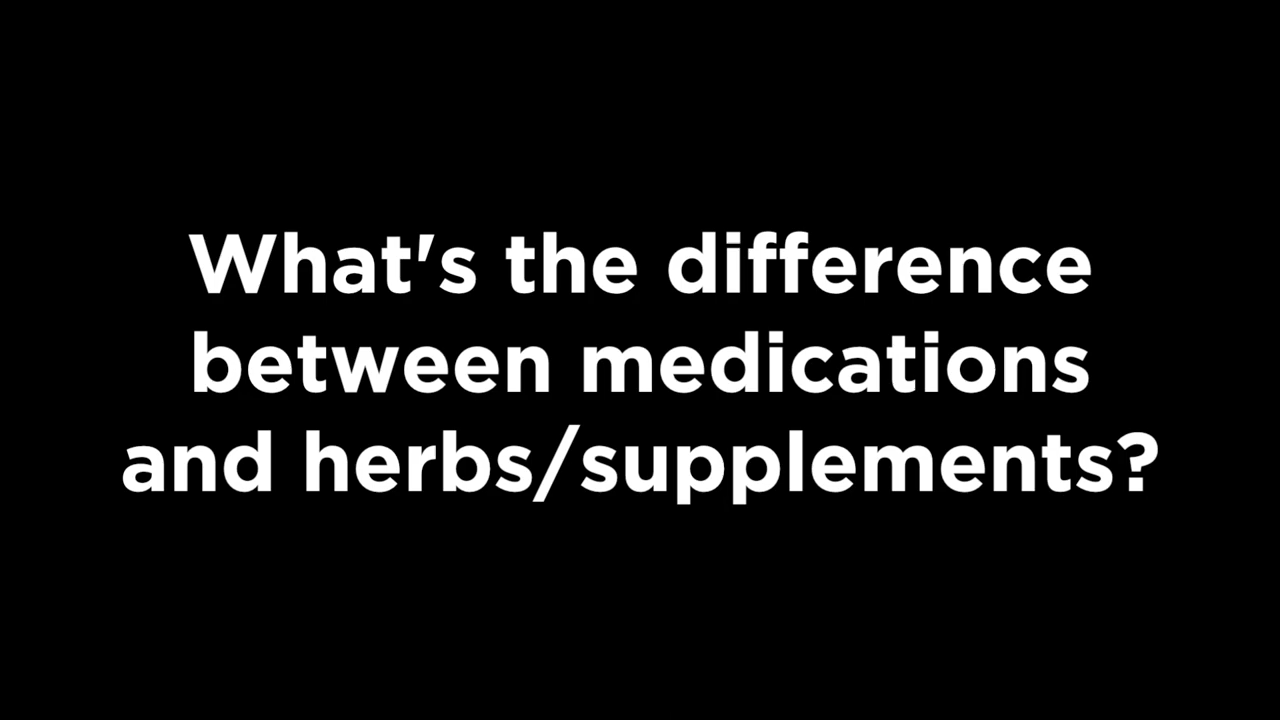 What's the difference
between medications
and herbs/supplements?